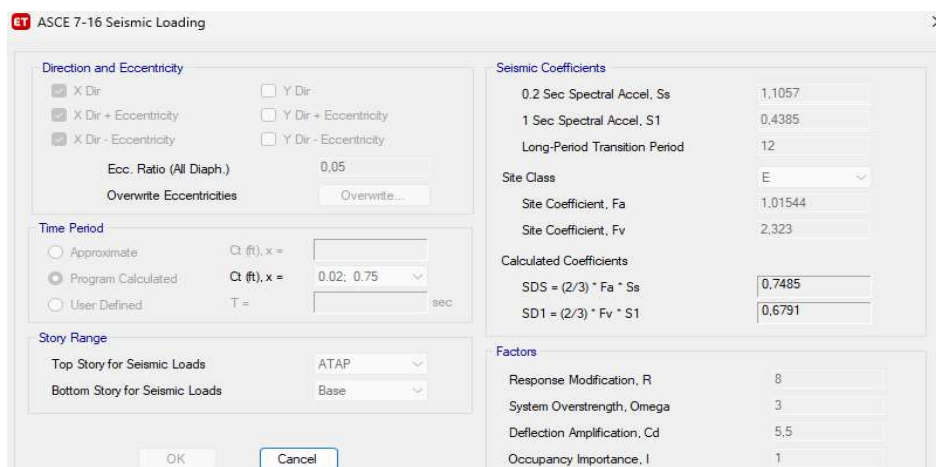 ET ASCE 7-16 Seismic Loading
Direction and Eccentricity
X Dir Y Dir
X Dir + Eccentricity Y Dir + Eccentricity
X Dir - Eccentricity Y Dir - Eccentricity
Ecc. Ratio (All Diaph.) 0,05
Overwrite Eccentricities Overwrite...
Time Period
Approximate Ct (ft), x =
Program Calculated Ct (ft), x = 0.02; 0.75
User Defined T = sec
Story Range
Top Story for Seismic Loads ATAP
Bottom Story for Seismic Loads Base
OK Cancel
Seismic Coefficients
0.2 Sec Spectral Accel, Ss 1,1057
1 Sec Spectral Accel, S1 0,4385
Long-Period Transition Period 12
Site Class E
Site Coefficient, Fa 1,01544
Site Coefficient, Fv 2,323
Calculated Coefficients
SDS = (2/3) * Fa * Ss 0,7485
SD1 = (2/3) * Fv * S1 0,6791
Factors
Response Modification, R 8
System Overstrength, Omega 3
Deflection Amplification, Cd 5,5
Occupancy Importance, I 1